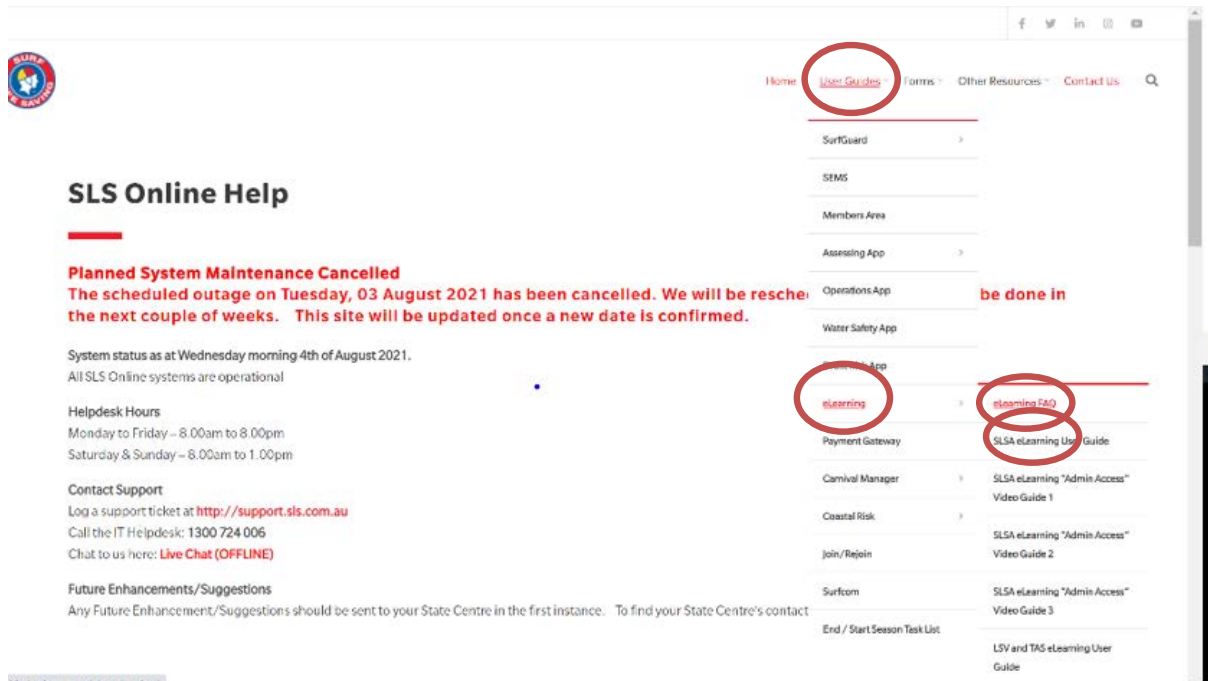 SURF
SAVING
Home User Guides Forms Other Resources Contact Us
SurfGuard
SEMS
SLS Online Help
Members Area
Assessing App
Planned System Maintenance Cancelled
The scheduled outage on Tuesday, 03 August 2021 has been cancelled. We will be resche
Operations App
be done in
the next couple of weeks. This site will be updated once a new date is confirmed.
Water Safety App
System status as at Wednesday morning 4th of August 2021.
All SLS Online systems are operational
App
Helpdesk Hours
Monday to Friday – 8.00am to 8.00pm
Saturday & Sunday – 8.00am to 1.00pm
Contact Support
Log a support ticket at http://support.sls.com.au
Call the IT Helpdesk: 1300 724 006
Chat to us here: Live Chat (OFFLINE)
Future Enhancements/Suggestions
Any Future Enhancement/Suggestions should be sent to your State Centre in the first instance. To find your State Centre's contact
eLearning
Payment Gateway
Carnival Manager
Coastal Risk
Join/Rejoin
Surfcom
End / Start Season Task List
eLearning FAQ
SLSA eLearning User Guide
SLSA eLearning "Admin Access"
Video Guide 1
SLSA eLearning "Admin Access"
Video Guide 2
SLSA eLearning "Admin Access"
Video Guide 3
LSV and TAS eLearning User
Guide